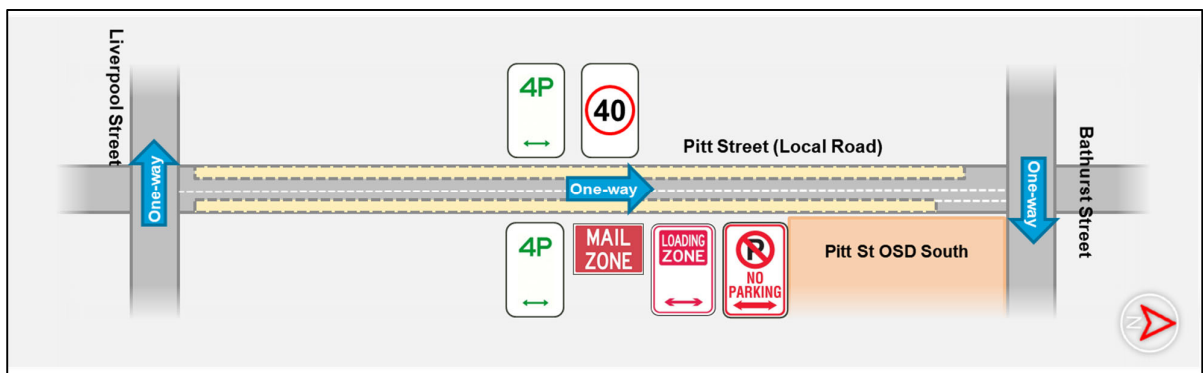 Liverpool Street
4P
40
Pitt Street (Local Road)
One-way
One-way
One-way
Bathurst Street
4P
MAIL
ZONE
LOADING
ZONE
P
NO
PARKING
Pitt St OSD South
N